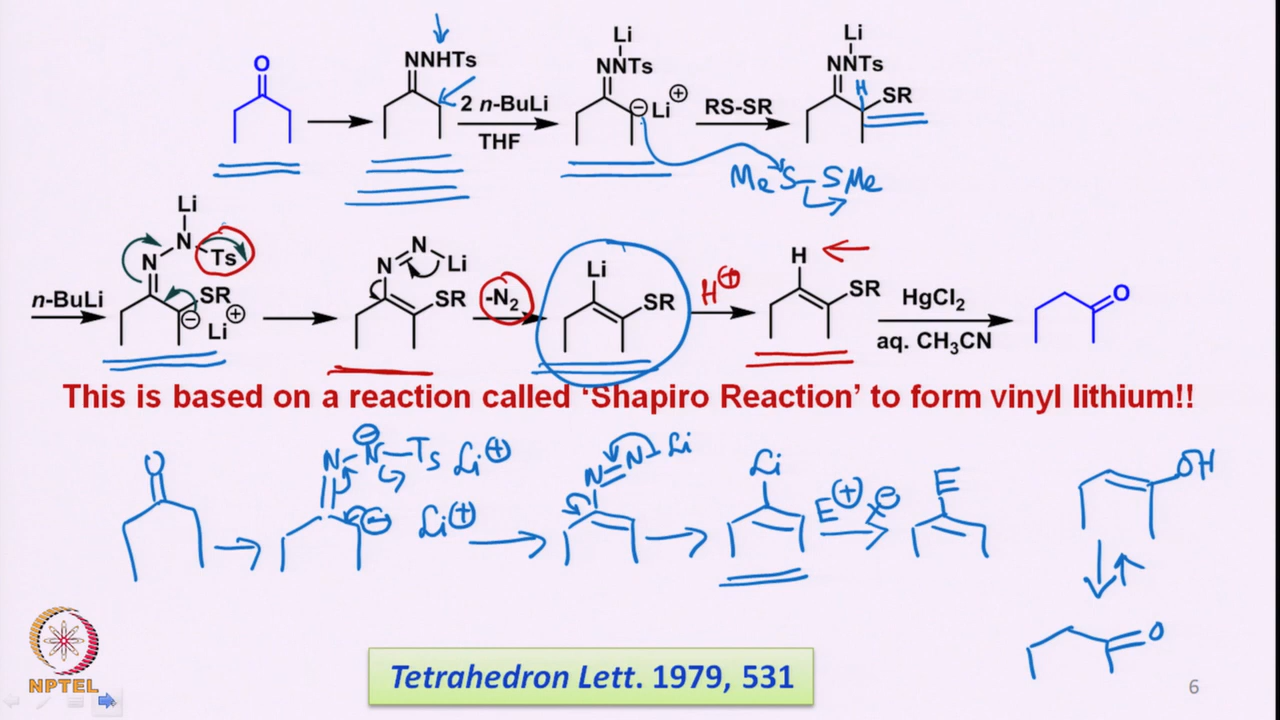 O
NNHTs
2 n-BuLi
THF
Li
NNTs
⊖ Li⊕
RS-SR
Li
NNTs
H
SR
MeS-SMe
n-BuLi
Li
N
N
Ts
SR
⊖
Li⊕
N
N
Li
SR
-N2
Li
SR
H⊕
H
SR
HgCl2
aq. CH3CN
O
This is based on a reaction called ‘Shapiro Reaction’ to form vinyl lithium!!
O
⊖
N-N-Ts Li⊕
⊖ Li⊕
N=N-Li
Li
E⊕ X⊖
E
OH
O
NPTEL
Tetrahedron Lett. 1979, 531
6